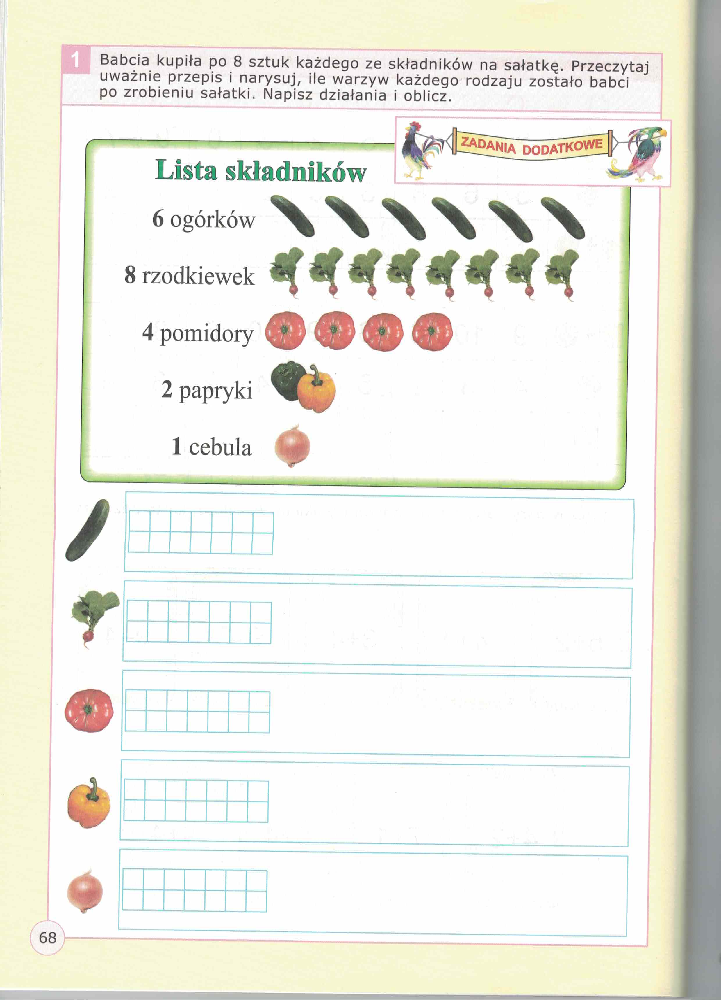 1
Babcia kupiła po 8 sztuk każdego ze składników na sałatkę. Przeczytaj
uważnie przepis i narysuj, ile warzyw każdego rodzaju zostało babci
po zrobieniu sałatki. Napisz działania i oblicz.
ZADANIA DODATKOWE
Lista składników
6 ogórków
8 rzodkiewek
4 pomidory
2 papryki
1 cebula
68